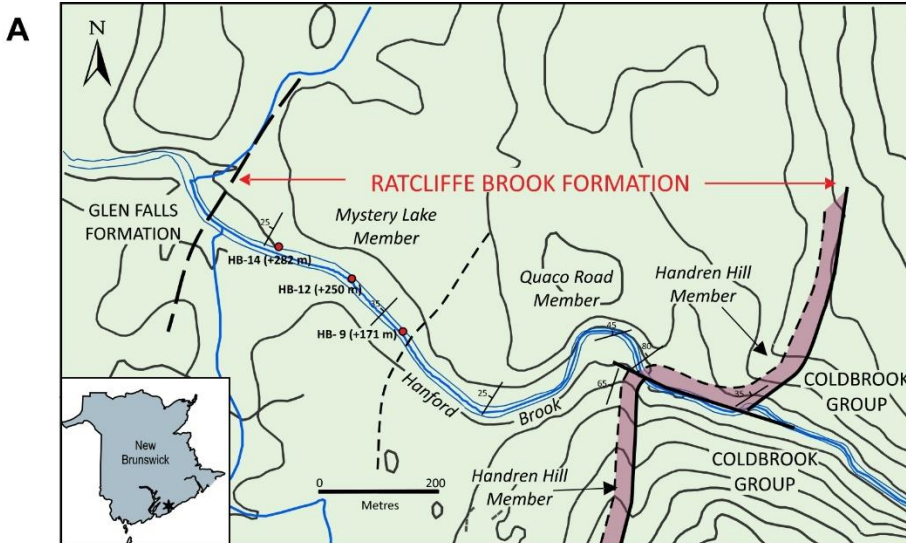 A
N
RATCLIFFE BROOK FORMATION
GLEN FALLS
FORMATION
Mystery Lake
Member
25
HB-14 (+282 m)
HB-12 (+250 m)
35
HB- 9 (+171 m)
Quaco Road
Member
Handren Hill
Member
45
80
65
35
25
Hanford
Brook
COLDBROOK
GROUP
COLDBROOK
GROUP
Handren Hill
Member
0
200
Metres
New
Brunswick